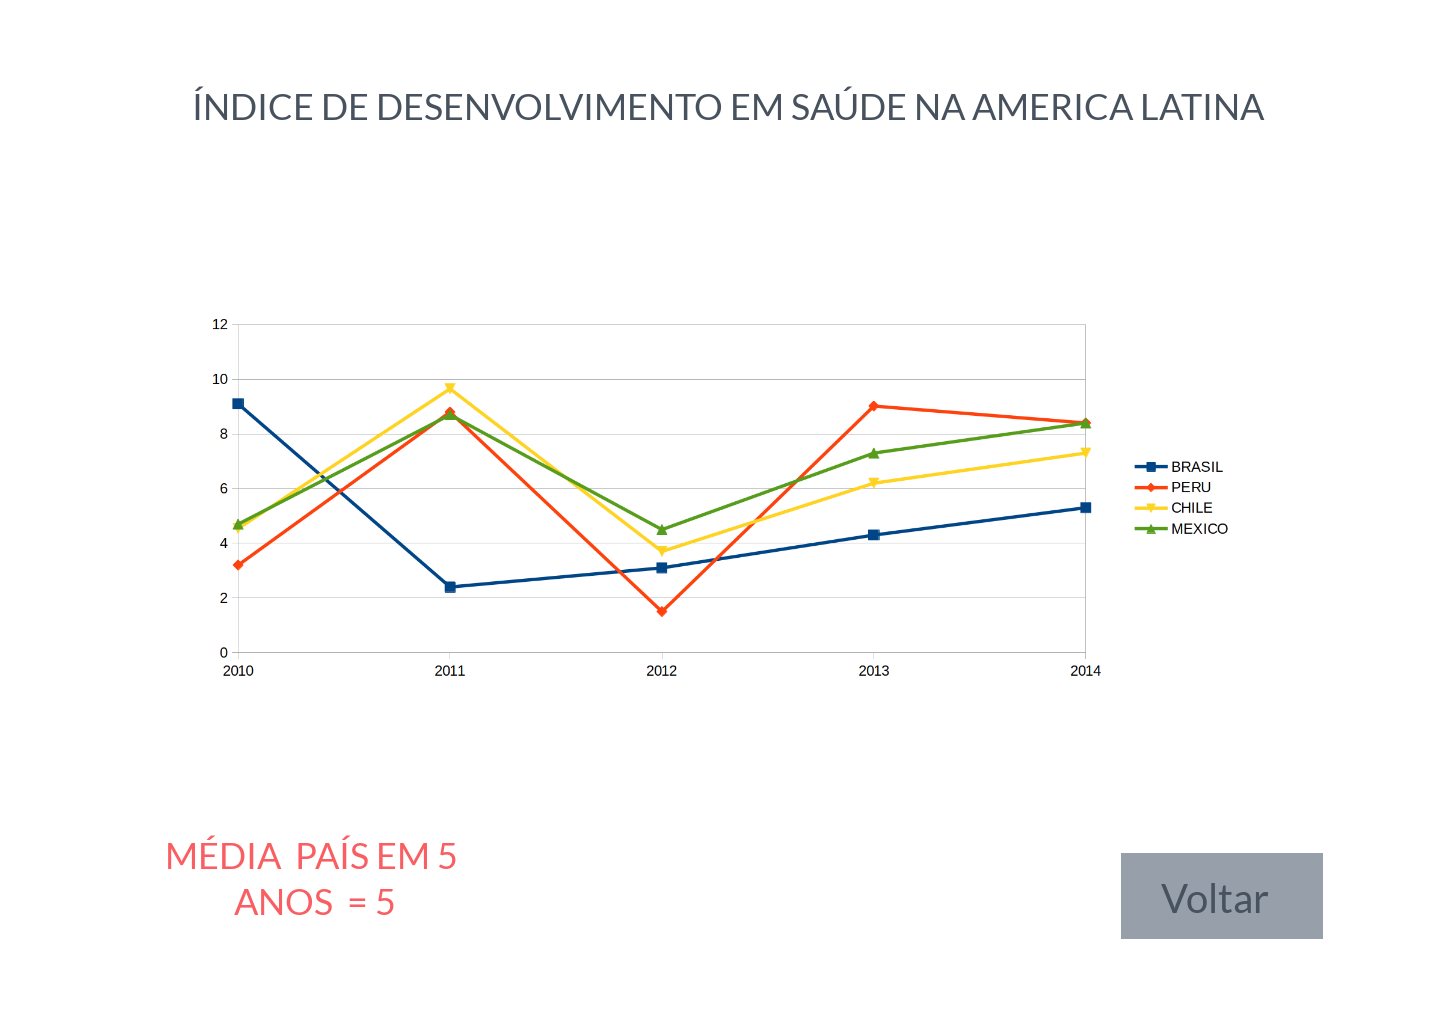 ÍNDICE DE DESENVOLVIMENTO EM SAÚDE NA AMERICA LATINA
12
10
8
6
4
2
0
2010 2011 2012 2013 2014
BRASIL
PERU
CHILE
MEXICO
MÉDIA PAÍS EM 5
ANOS = 5
Voltar